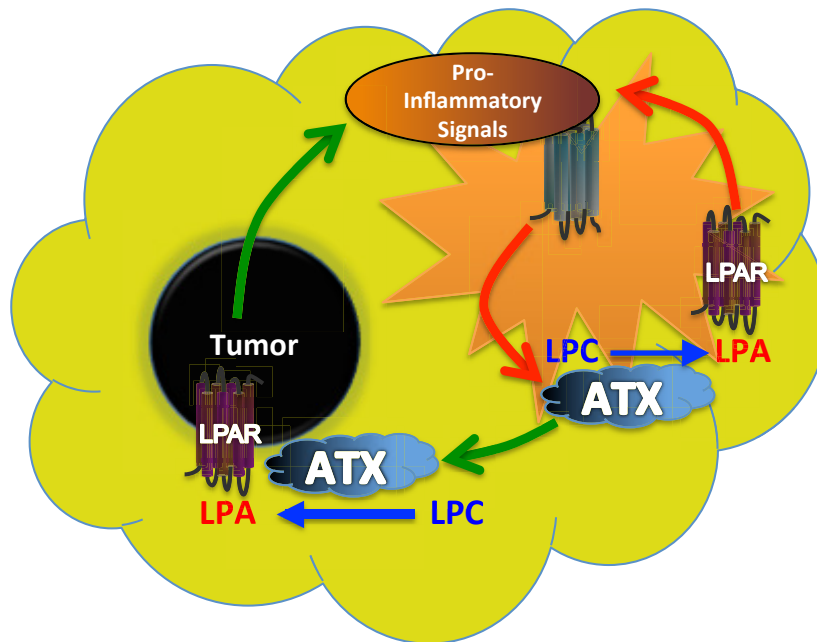 Pro-
Inflammatory
Signals
LPAR
Tumor
LPC
LPA
ATX
LPAR
ATX
LPA
LPC